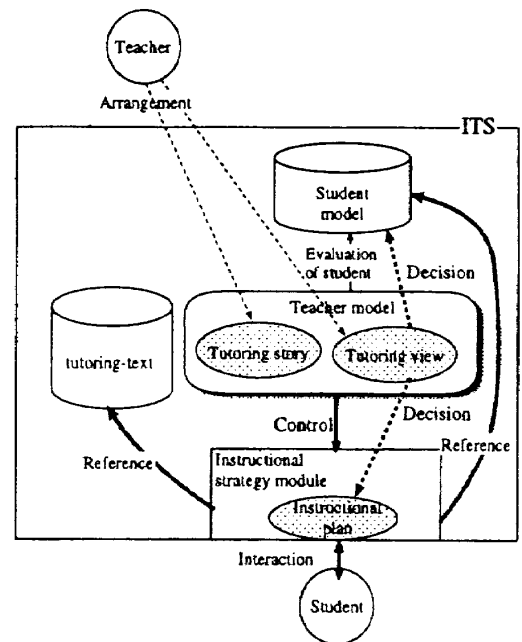 Teacher
Arrangement
ITS
Student
model
Evaluation
of student
Decision
Teacher model
tutoring-text
Tutoring story
Tutoring view
Control
Decision
Reference
Reference
Instructional
strategy module
Instructional
plan
Interaction
Student